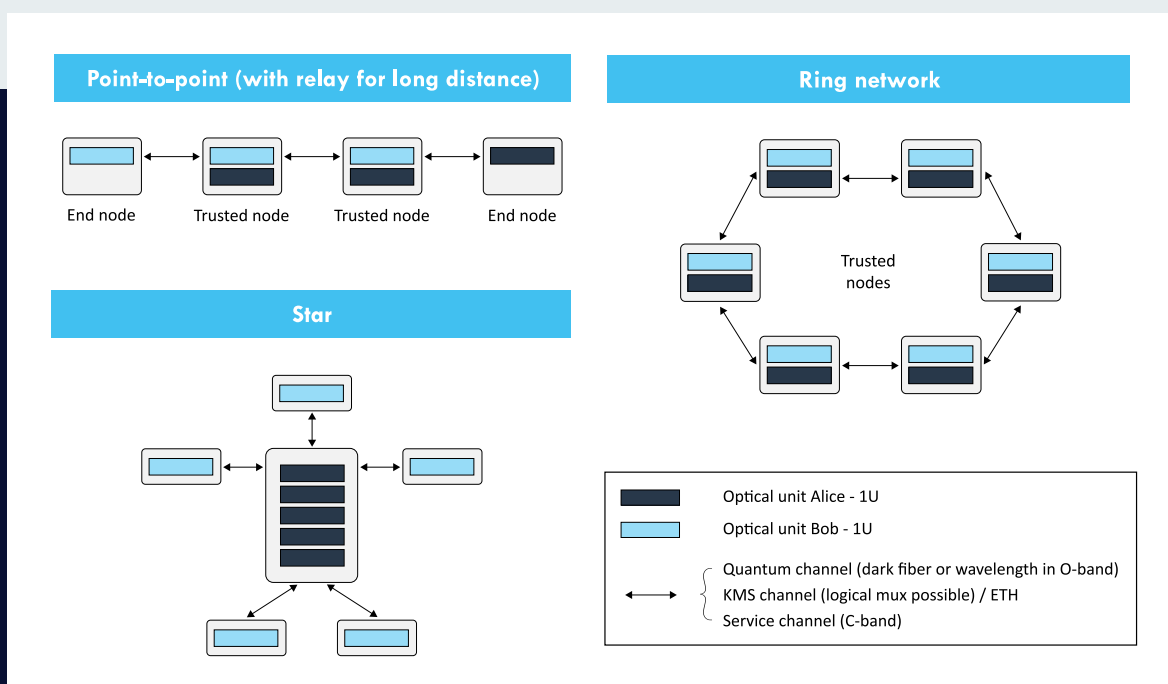 Point-to-point (with relay for long distance)
End node
Trusted node
Trusted node
End node
Star
Ring network
Trusted
nodes
Optical unit Alice - 1U
Optical unit Bob - 1U
Quantum channel (dark fiber or wavelength in O-band)
KMS channel (logical mux possible) / ETH
Service channel (C-band)